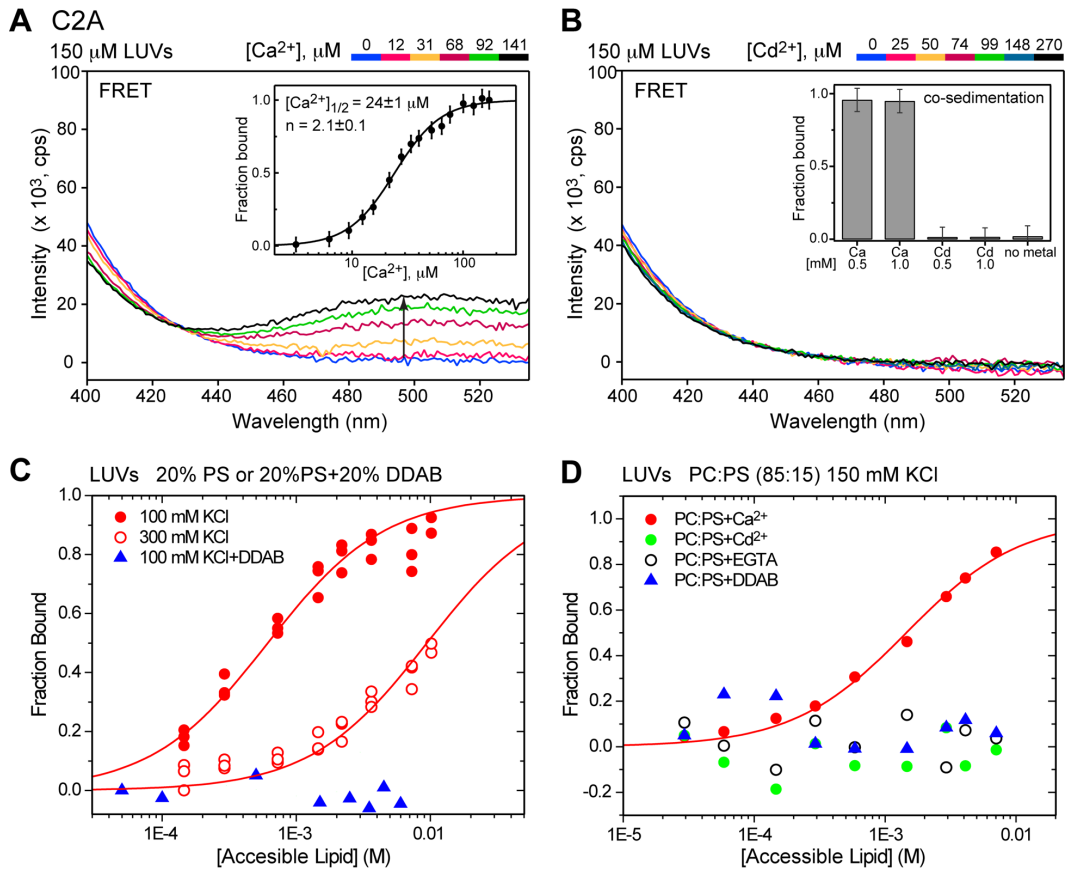 A C2A
150 μM LUVs [Ca2+], μM 0 12 31 68 92 141
FRET
[Ca2+]1/2 = 24±1 μM
n = 2.1±0.1
Fraction bound
1.0
0.5
0.0
10 100
[Ca2+], μM
Intensity (x 10³, cps)
100
80
60
40
20
0
400 420 440 460 480 500 520
Wavelength (nm)
B
150 μM LUVs [Cd2+], μM 0 25 50 74 99 148 270
FRET
co-sedimentation
Fraction bound
1.0
0.5
0.0
Ca Ca Cd Cd no metal
[mM] 0.5 1.0 0.5 1.0
Intensity (x 10³, cps)
100
80
60
40
20
0
400 420 440 460 480 500 520
Wavelength (nm)
C LUVs 20% PS or 20%PS+20% DDAB
100 mM KCl
300 mM KCl
100 mM KCl+DDAB
Fraction Bound
1.0
0.8
0.6
0.4
0.2
0.0
1E-4 1E-3 0.01
[Accesible Lipid] (M)
D LUVs PC:PS (85:15) 150 mM KCl
PC:PS+Ca2+
PC:PS+Cd2+
PC:PS+EGTA
PC:PS+DDAB
Fraction Bound
1.0
0.8
0.6
0.4
0.2
0.0
-0.2
1E-5 1E-4 1E-3 0.01
[Accesible Lipid] (M)